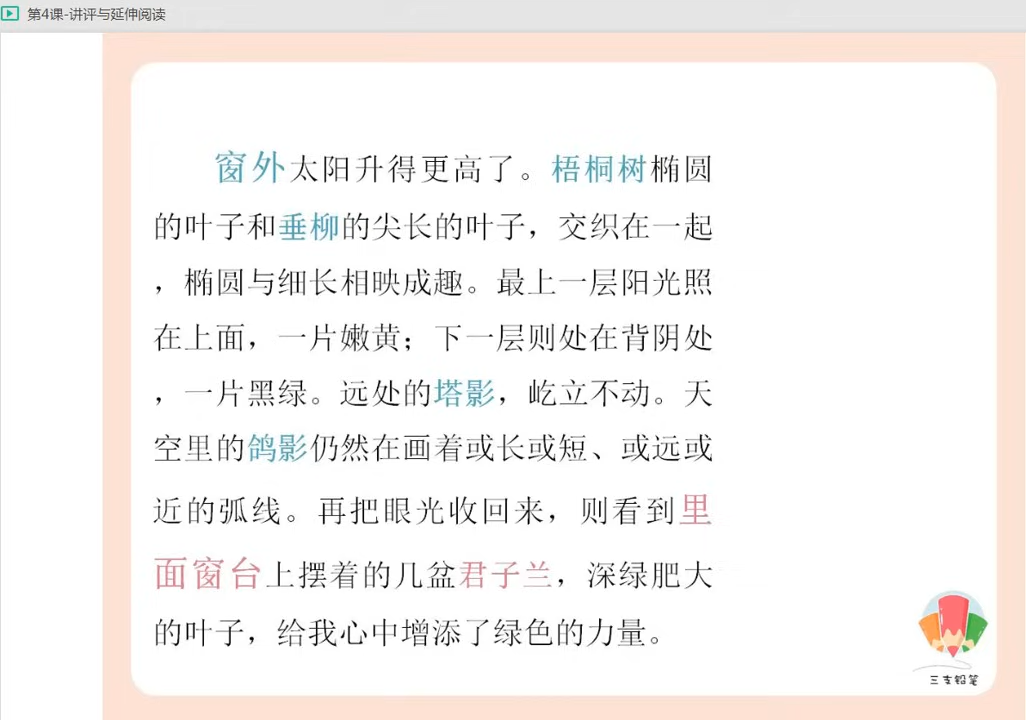 第4课-讲评与延伸阅读
窗外太阳升得更高了。梧桐树椭圆
的叶子和垂柳的尖长的叶子，交织在一起
，椭圆与细长相映成趣。最上一层阳光照
在上面，一片嫩黄；下一层则处在背阴处
，一片黑绿。远处的塔影，屹立不动。天
空里的鸽影仍然在画着或长或短、或远或
近的弧线。再把眼光收回来，则看到里
面窗台上摆着的几盆君子兰，深绿肥大
的叶子，给我心中增添了绿色的力量。
三支铅笔